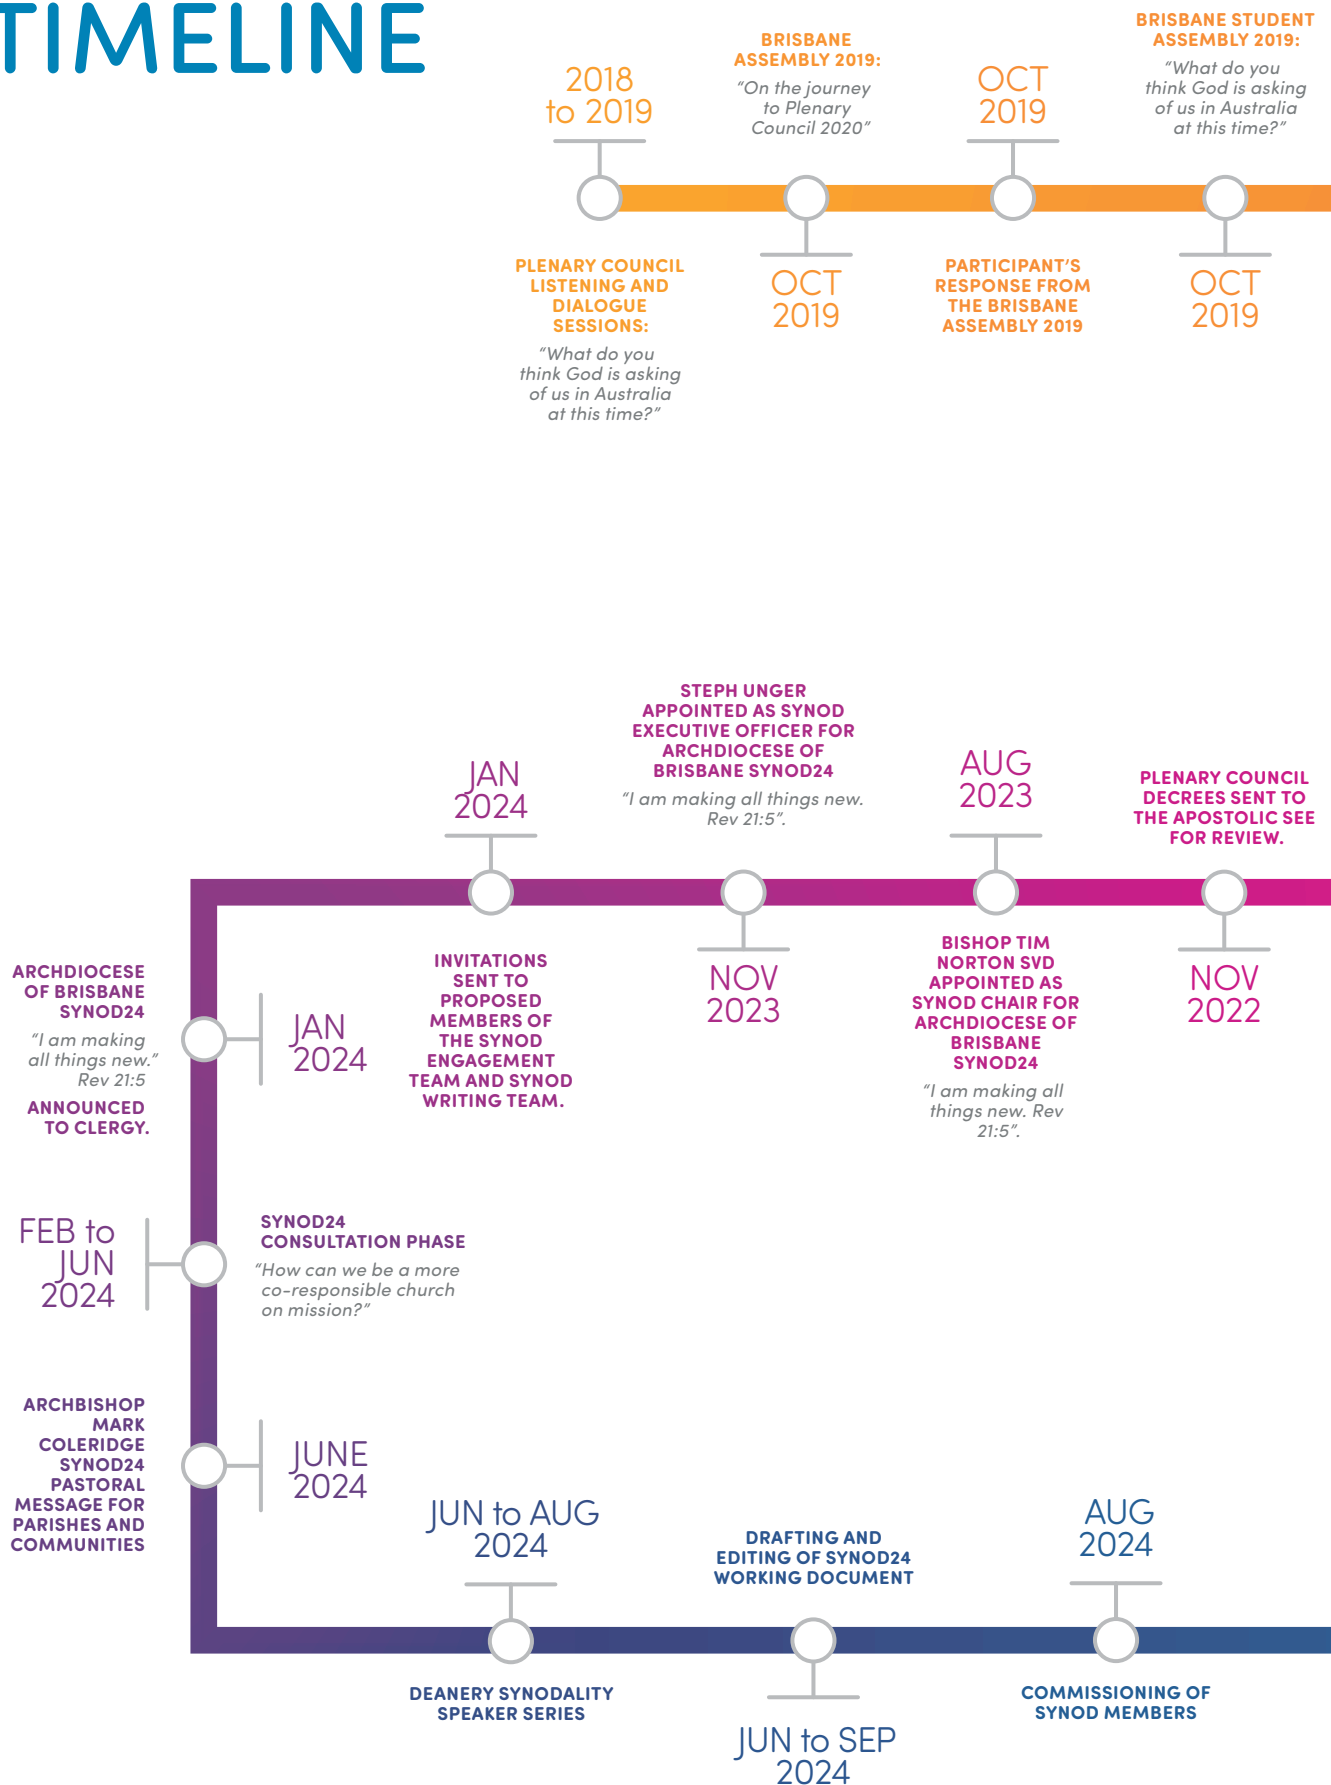 TIMELINE
2018
to 2019
PLENARY COUNCIL
LISTENING AND
DIALOGUE
SESSIONS:
“What do you
think God is asking
of us in Australia
at this time?”
BRISBANE
ASSEMBLY 2019:
“On the journey
to Plenary
Council 2020”
OCT
2019
OCT
2019
PARTICIPANT’S
RESPONSE FROM
THE BRISBANE
ASSEMBLY 2019
BRISBANE STUDENT
ASSEMBLY 2019:
“What do you
think God is asking
of us in Australia
at this time?”
OCT
2019
PLENARY COUNCIL
DECREES SENT TO
THE APOSTOLIC SEE
FOR REVIEW.
NOV
2022
AUG
2023
BISHOP TIM
NORTON SVD
APPOINTED AS
SYNOD CHAIR FOR
ARCHDIOCESE OF
BRISBANE
SYNOD24
“I am making all
things new. Rev
21:5”.
STEPH UNGER
APPOINTED AS SYNOD
EXECUTIVE OFFICER FOR
ARCHDIOCESE OF
BRISBANE SYNOD24
“I am making all things new.
Rev 21:5”.
NOV
2023
JAN
2024
INVITATIONS
SENT TO
PROPOSED
MEMBERS OF
THE SYNOD
ENGAGEMENT
TEAM AND SYNOD
WRITING TEAM.
ARCHDIOCESE
OF BRISBANE
SYNOD24
“I am making
all things new.”
Rev 21:5
ANNOUNCED
TO CLERGY.
JAN
2024
FEB to
JUN
2024
SYNOD24
CONSULTATION PHASE
“How can we be a more
co-responsible church
on mission?”
ARCHBISHOP
MARK
COLERIDGE
SYNOD24
PASTORAL
MESSAGE FOR
PARISHES AND
COMMUNITIES
JUNE
2024
JUN to AUG
2024
DEANERY SYNODALITY
SPEAKER SERIES
DRAFTING AND
EDITING OF SYNOD24
WORKING DOCUMENT
JUN to SEP
2024
AUG
2024
COMMISSIONING OF
SYNOD MEMBERS